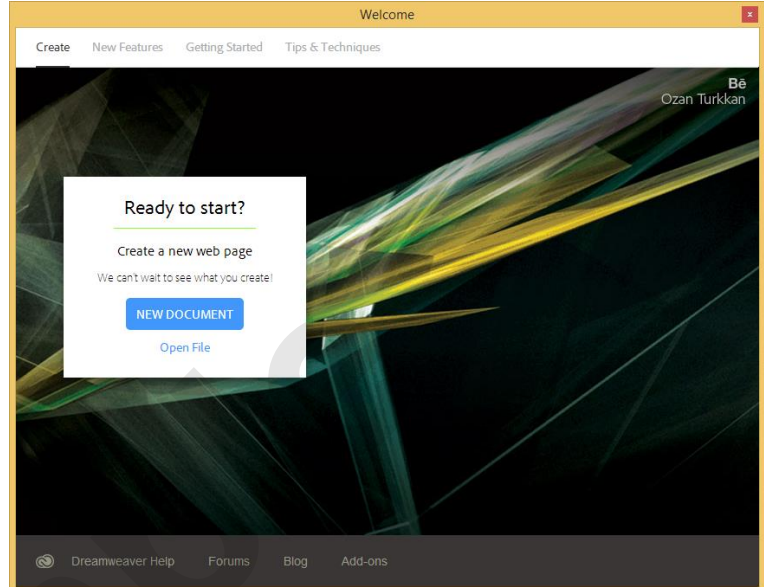 Welcome
x
Create New Features Getting Started Tips & Techniques
Bē
Ozan Turkkan
Ready to start?
Create a new web page
We can't wait to see what you create!
NEW DOCUMENT
Open File
Dreamweaver Help Forums Blog Add-ons